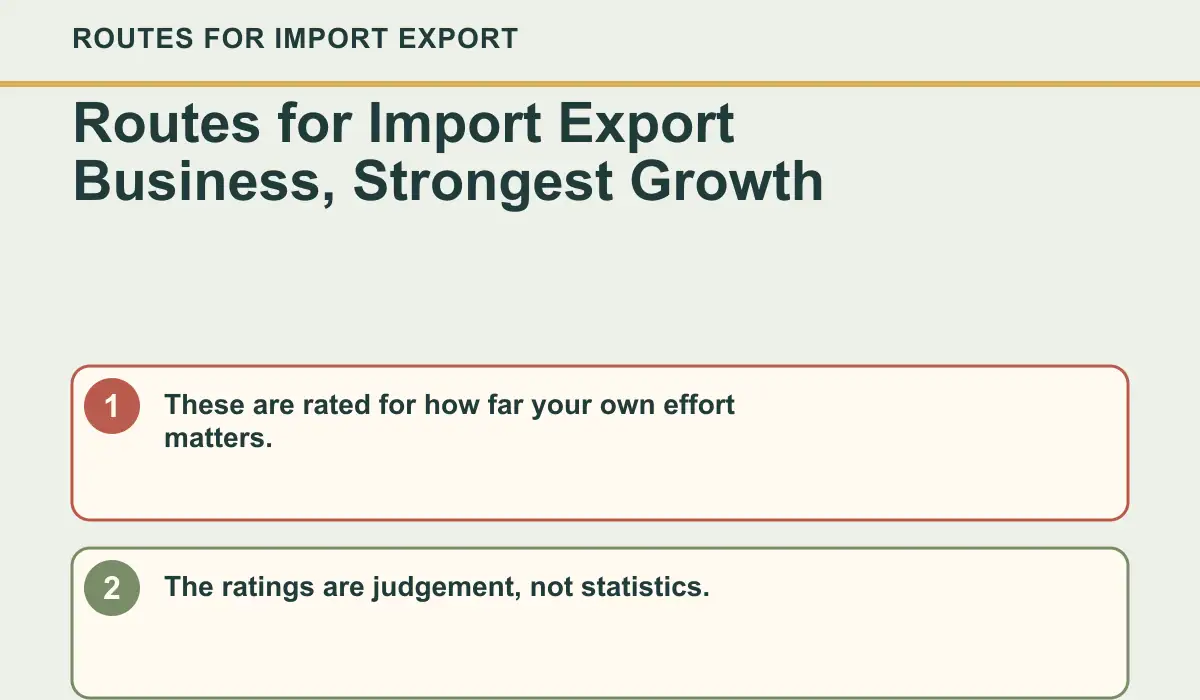 ROUTES FOR IMPORT EXPORT
Routes for Import Export
Business, Strongest Growth
1
These are rated for how far your own effort
matters.
2
The ratings are judgement, not statistics.